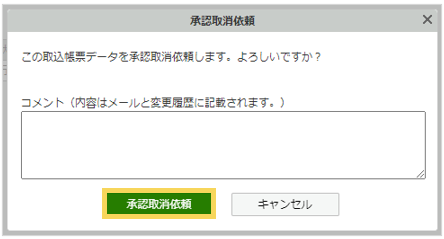 承認取消依頼
この取込帳票データを承認取消依頼します。よろしいですか？
コメント（内容はメールと変更履歴に記載されます。）
承認取消依頼
キャンセル